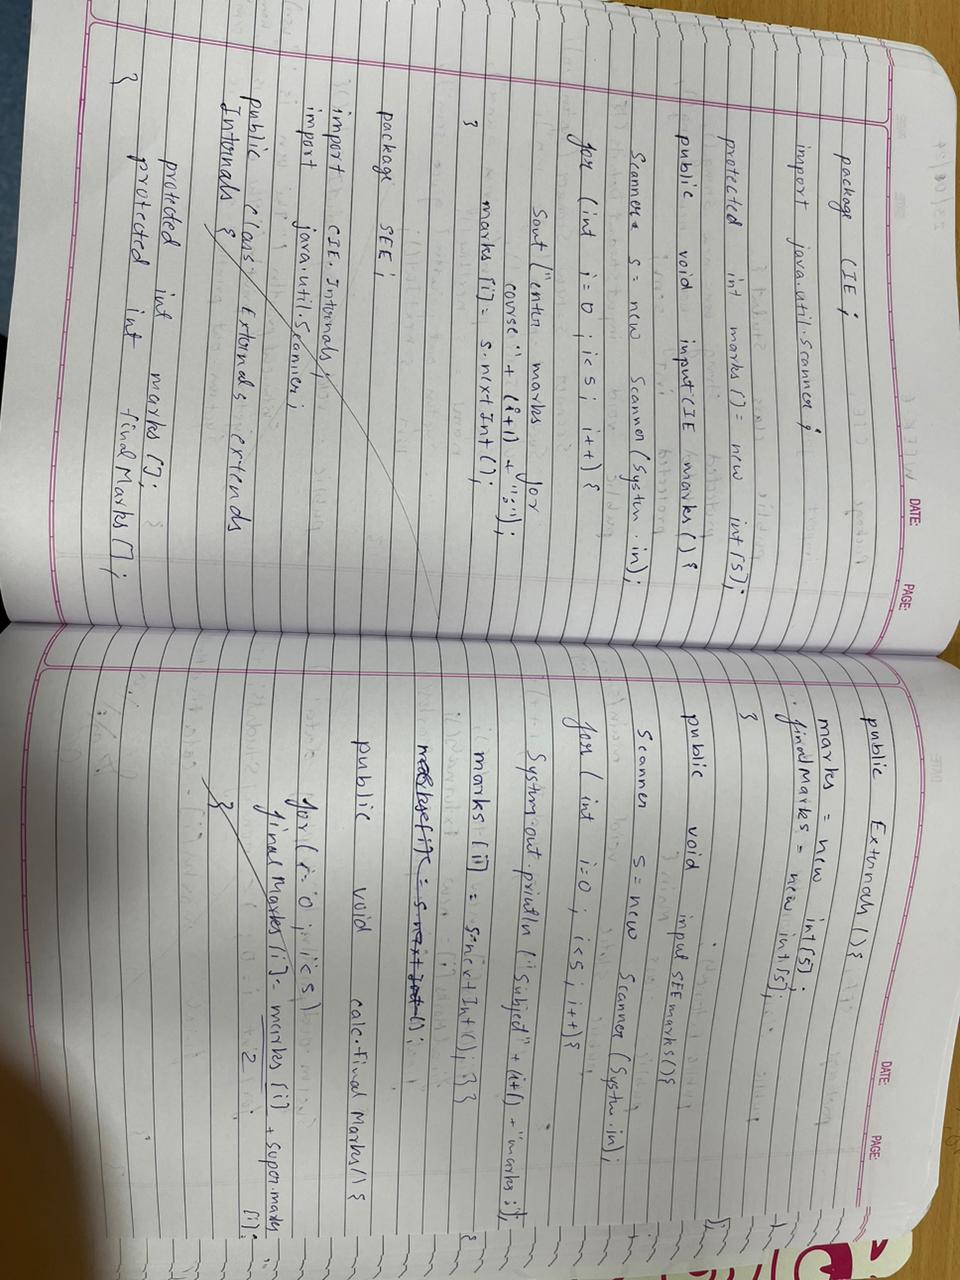 DATE:
PAGE:
package CIE;
import java.util.Scanner;
protected int marks[] = new int[5];
public void inputCIE marks() {
Scanner s = new Scanner(System.in);
for (int i=0; i<5; i++) {
Sout ("enter marks for
course" + (i+1) + ":");
marks[i] = s.nextInt();
}
package SEE;
import CIE.Internals;
import java.util.Scanner;
public class Externals extends
Internals {
protected int marks[];
protected int finalMarks[];
}
DATE:
PAGE:
public Externals(){
marks = new int[5];
finalMarks = new int[5];
}
public void input SEE marks(){
Scanner s = new Scanner (System.in);
for (int i=0; i<5; i++){
System.out.println ("Subject" + (i+1) + "marks:");
marks[i] = s.nextInt(); }}
public void calc.final Marks() {
for(i=0; i<5)
final Marks[i] = marks[i] + super.marks
[i];
2
}